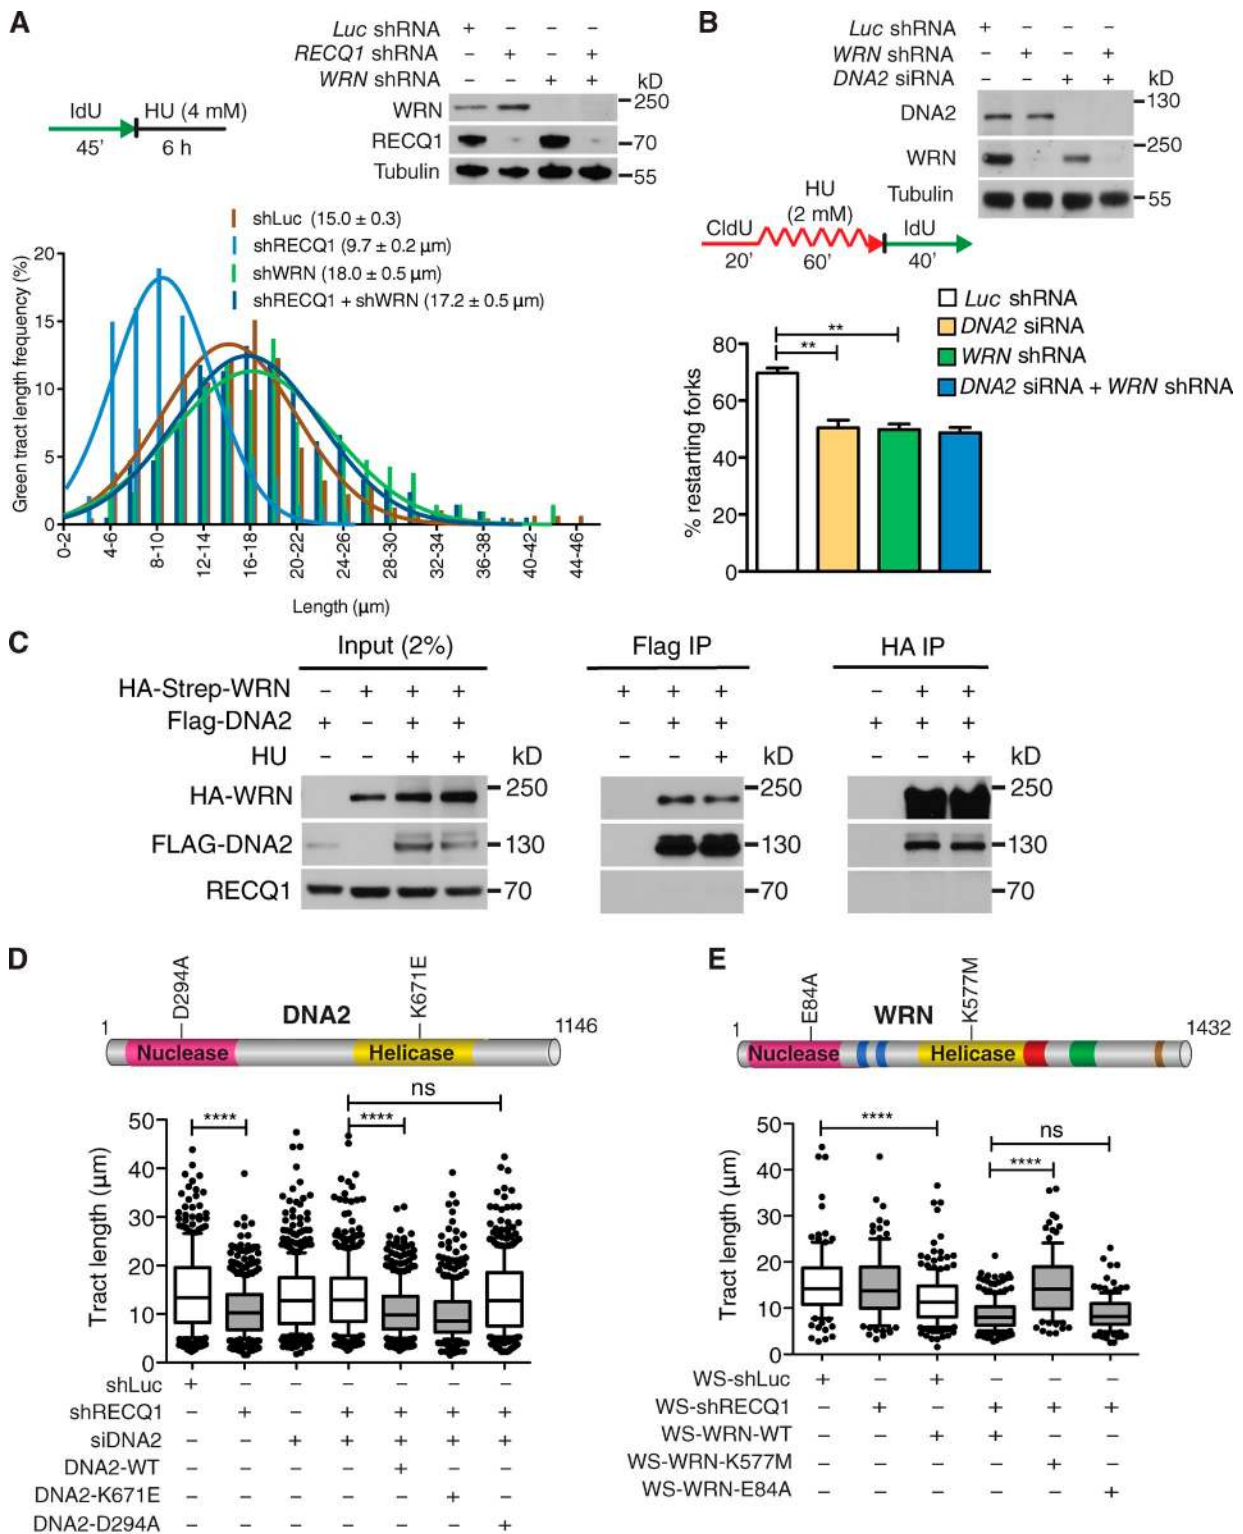 A
Luc shRNA + – – –
RECQ1 shRNA – + – +
WRN shRNA – – + + kD
WRN 250
RECQ1 70
Tubulin 55
IdU HU (4 mM)
45' 6 h
shLuc (15.0 ± 0.3)
shRECQ1 (9.7 ± 0.2 µm)
shWRN (18.0 ± 0.5 µm)
shRECQ1 + shWRN (17.2 ± 0.5 µm)
Green tract length frequency (%)
20
15
10
5
0
0-2 4-6 8-10 12-14 16-18 20-22 24-26 28-30 32-34 36-38 40-42 44-46
Length (µm)
B
Luc shRNA + – – –
WRN shRNA – + – +
DNA2 siRNA – – + + kD
DNA2 130
WRN 250
Tubulin 55
HU
(2 mM)
CldU IdU
20' 60' 40'
Luc shRNA
DNA2 siRNA
WRN shRNA
DNA2 siRNA + WRN shRNA
% restarting forks
80
60
40
20
0
**
**
C
Input (2%) Flag IP HA IP
HA-Strep-WRN – + + + + + + – + +
Flag-DNA2 + – + + – + + + + +
HU – – + + kD – – + kD – – + kD
HA-WRN 250 250 250
FLAG-DNA2 130 130 130
RECQ1 70 70 70
D
D294A K671E
1 DNA2 1146
Nuclease Helicase
ns
**** ****
Tract length (µm)
50
40
30
20
10
0
shLuc + – – – – – –
shRECQ1 – + – + + + +
siDNA2 – – + + + + +
DNA2-WT – – – – + – –
DNA2-K671E – – – – – + –
DNA2-D294A – – – – – – +
E
E84A K577M
1 WRN 1432
Nuclease Helicase
**** ns
****
Tract length (µm)
50
40
30
20
10
0
WS-shLuc + – + – – –
WS-shRECQ1 – + – + + +
WS-WRN-WT – – + + – –
WS-WRN-K577M – – – – + –
WS-WRN-E84A – – – – – +